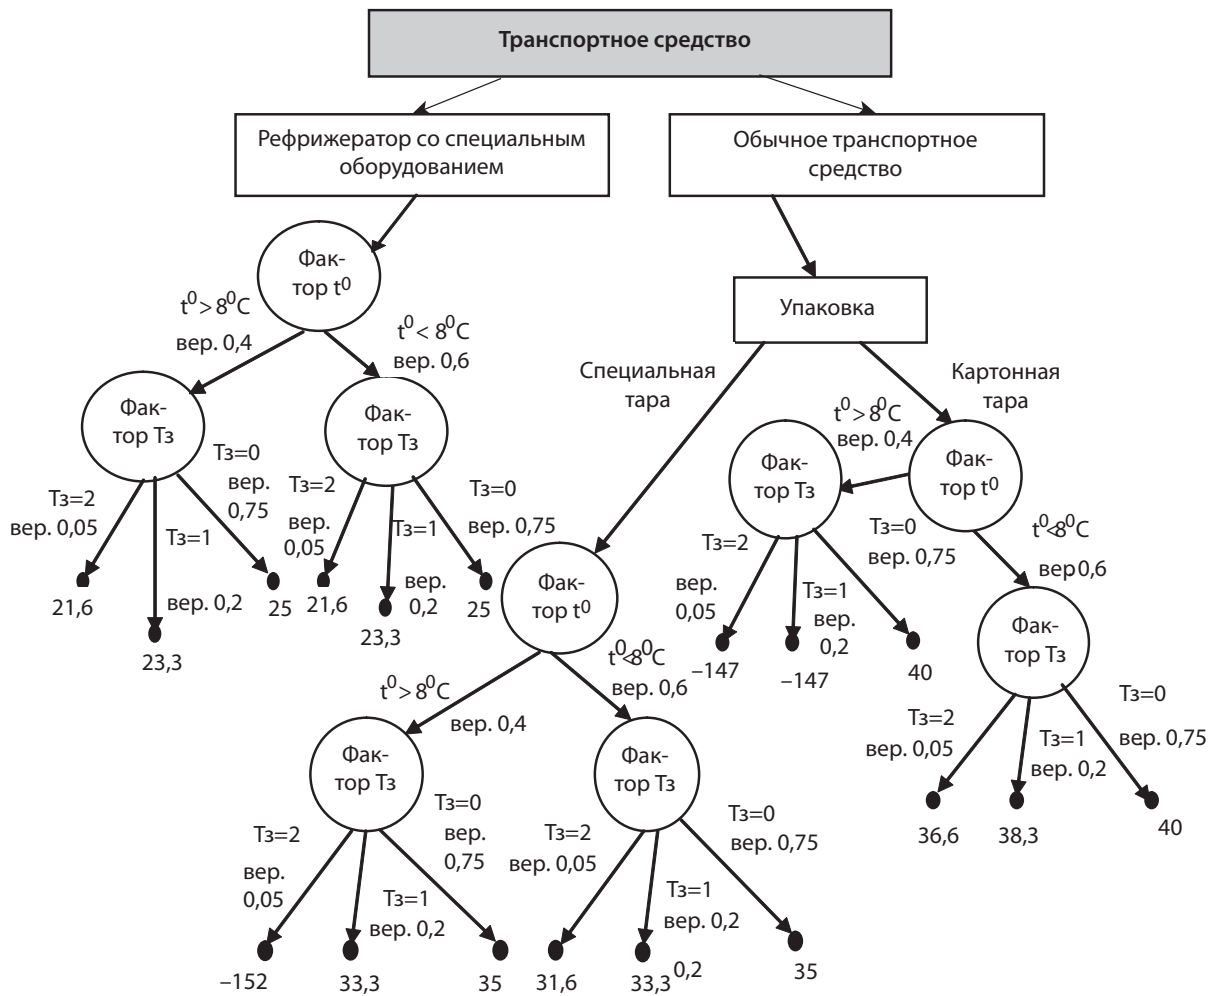 Транспортное средство
Рефрижератор со специальным
оборудованием
Обычное транспортное
средство
Фак-
тор t⁰
t⁰ > 8⁰C
вер. 0,4
t⁰ < 8⁰C
вер. 0,6
Упаковка
Специальная
тара
Картонная
тара
Фак-
тор Тз
Тз=2
вер. 0,05
Тз=1
вер. 0,2
Тз=0
вер.
0,75
21,6
23,3
25
Фак-
тор Тз
Тз=2
вер.
0,05
Тз=1
вер.
0,2
Тз=0
вер. 0,75
21,6
23,3
25
Фак-
тор t⁰
t⁰ > 8⁰C
вер. 0,4
t⁰<8⁰C
вер0,6
Фак-
тор Тз
Тз=2
вер.
0,05
Тз=1
вер.
0,2
Тз=0
вер. 0,75
–147
–147
40
Фак-
тор Тз
Тз=2
вер. 0,05
Тз=1
вер. 0,2
Тз=0
вер. 0,75
36,6
38,3
40
Фак-
тор t⁰
t⁰ > 8⁰C
вер. 0,4
t⁰<8⁰C
вер. 0,6
Фак-
тор Тз
Тз=2
вер.
0,05
Тз=1
вер. 0,2
Тз=0
вер.
0,75
–152
33,3
35
Фак-
тор Тз
Тз=2
вер. 0,05
Тз=1
вер. 0,2
Тз=0
вер. 0,75
31,6
33,3
0,2
35